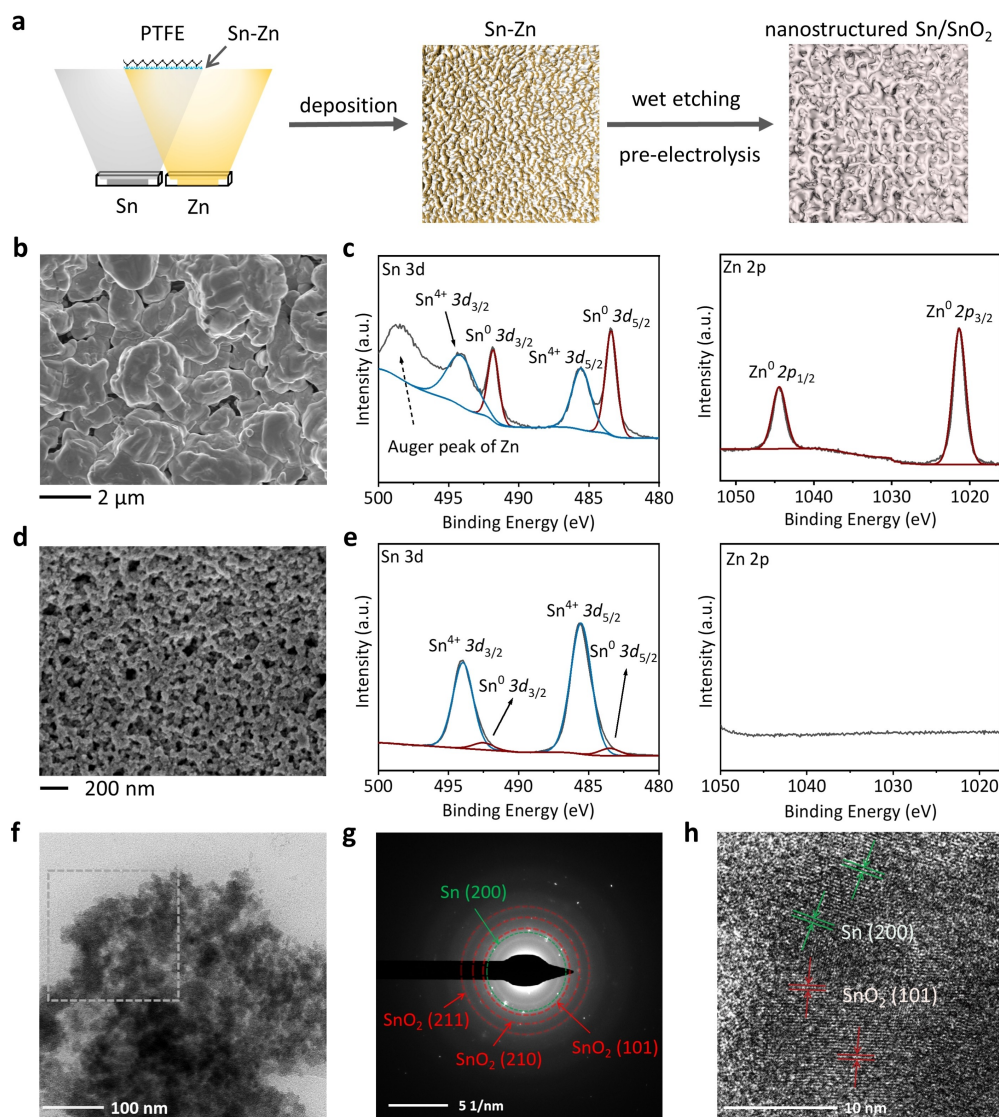 a
PTFE
Sn-Zn
Sn
Zn
deposition
Sn-Zn
wet etching
pre-electrolysis
nanostructured Sn/SnO₂
b
2 μm
c
Sn 3d
Sn⁴⁺ 3d₃/₂
Sn⁰ 3d₃/₂
Sn⁴⁺ 3d₅/₂
Sn⁰ 3d₅/₂
Auger peak of Zn
Intensity (a.u.)
500 495 490 485 480
Binding Energy (eV)
Zn 2p
Zn⁰ 2p₁/₂
Zn⁰ 2p₃/₂
Intensity (a.u.)
1050 1040 1030 1020
Binding Energy (eV)
d
200 nm
e
Sn 3d
Sn⁴⁺ 3d₃/₂
Sn⁰ 3d₃/₂
Sn⁴⁺ 3d₅/₂
Sn⁰ 3d₅/₂
Intensity (a.u.)
500 495 490 485 480
Binding Energy (eV)
Zn 2p
Intensity (a.u.)
1050 1040 1030 1020
Binding Energy (eV)
f
100 nm
g
Sn (200)
SnO₂ (211)
SnO₂ (210)
SnO₂ (101)
5 1/nm
h
Sn (200)
SnO₂ (101)
10 nm